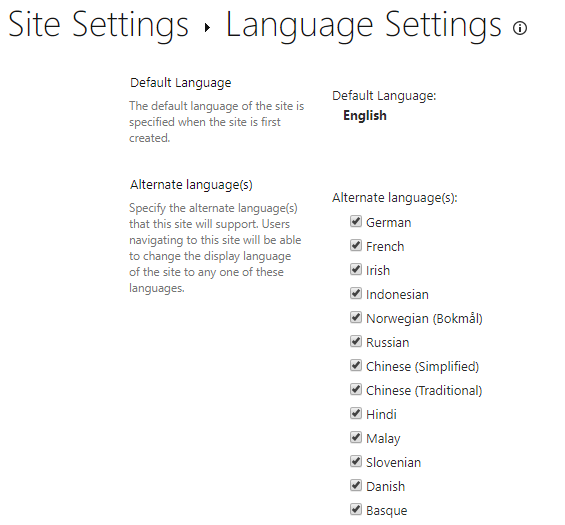 Site Settings ▸ Language Settings
Default Language
The default language of the site is
specified when the site is first
created.
Default Language:
English
Alternate language(s)
Specify the alternate language(s)
that this site will support. Users
navigating to this site will be able
to change the display language
of the site to any one of these
languages.
Alternate language(s):
German
French
Irish
Indonesian
Norwegian (Bokmål)
Russian
Chinese (Simplified)
Chinese (Traditional)
Hindi
Malay
Slovenian
Danish
Basque